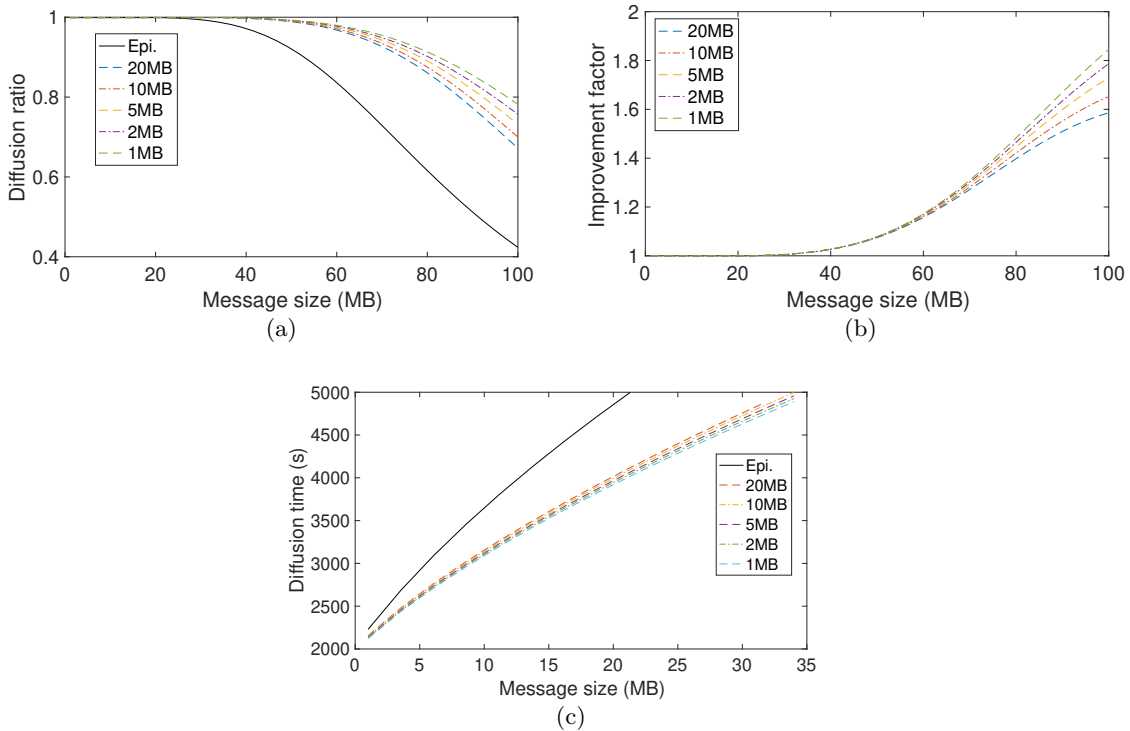 1
0.8
0.6
0.4
Diffusion ratio
Epi.
20MB
10MB
5MB
2MB
1MB
0 20 40 60 80 100
Message size (MB)
(a)
2
1.8
1.6
1.4
1.2
1
Improvement factor
20MB
10MB
5MB
2MB
1MB
0 20 40 60 80 100
Message size (MB)
(b)
5000
4500
4000
3500
3000
2500
2000
Diffusion time (s)
Epi.
20MB
10MB
5MB
2MB
1MB
0 5 10 15 20 25 30 35
Message size (MB)
(c)